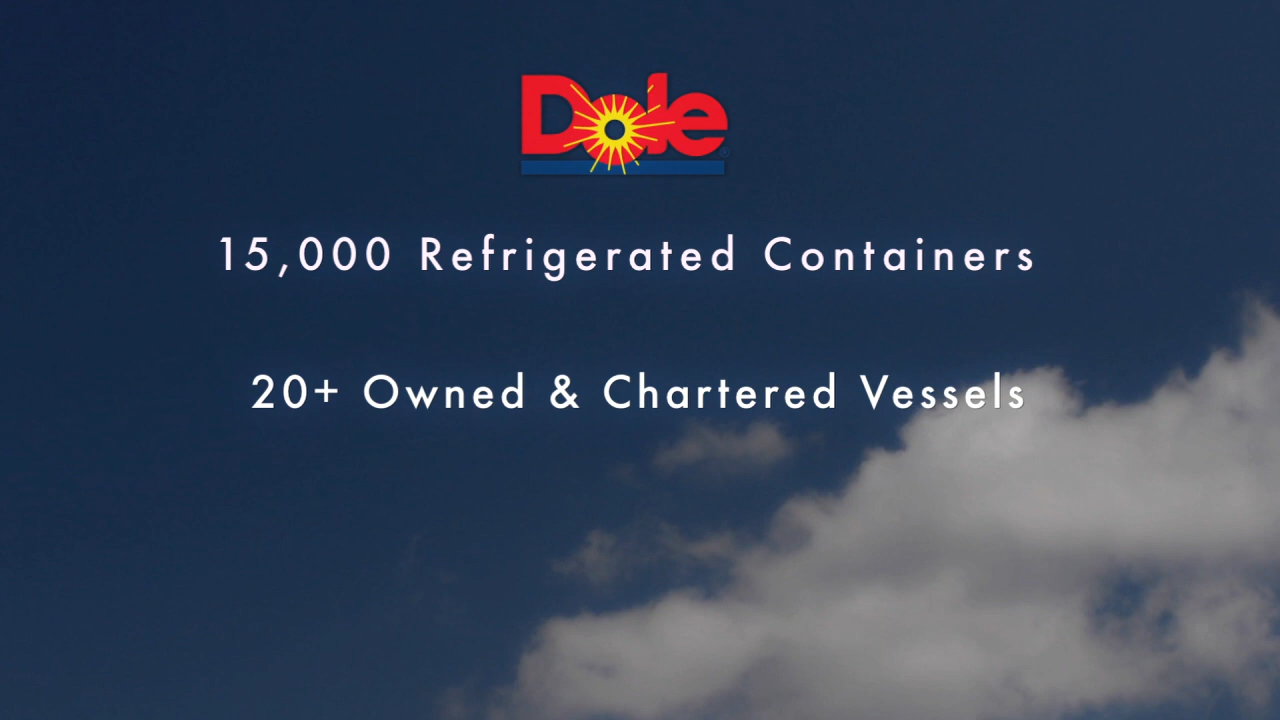 Dole
15,000 Refrigerated Containers
20+ Owned & Chartered Vessels